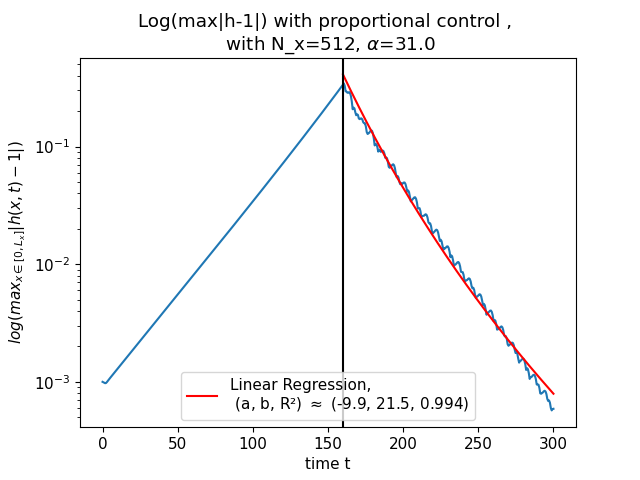 Log(max|h-1|) with proportional control ,
with N_x=512, α=31.0
log(max_{x∈[0,L_x]}|h(x, t) − 1|)
10⁻¹
10⁻²
10⁻³
Linear Regression,
(a, b, R²) ≈ (-9.9, 21.5, 0.994)
0 50 100 150 200 250 300
time t